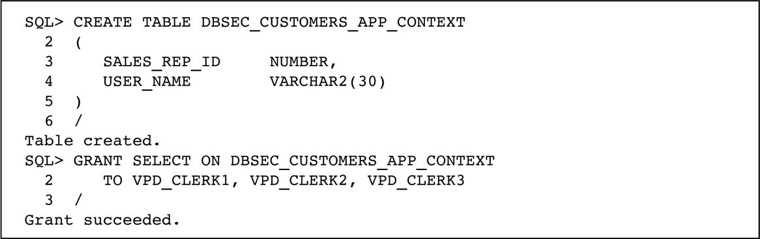 SQL> CREATE TABLE DBSEC_CUSTOMERS_APP_CONTEXT
  2  (
  3     SALES_REP_ID     NUMBER,
  4     USER_NAME        VARCHAR2(30)
  5  )
  6  /
Table created.
SQL> GRANT SELECT ON DBSEC_CUSTOMERS_APP_CONTEXT
  2     TO VPD_CLERK1, VPD_CLERK2, VPD_CLERK3
  3  /
Grant succeeded.